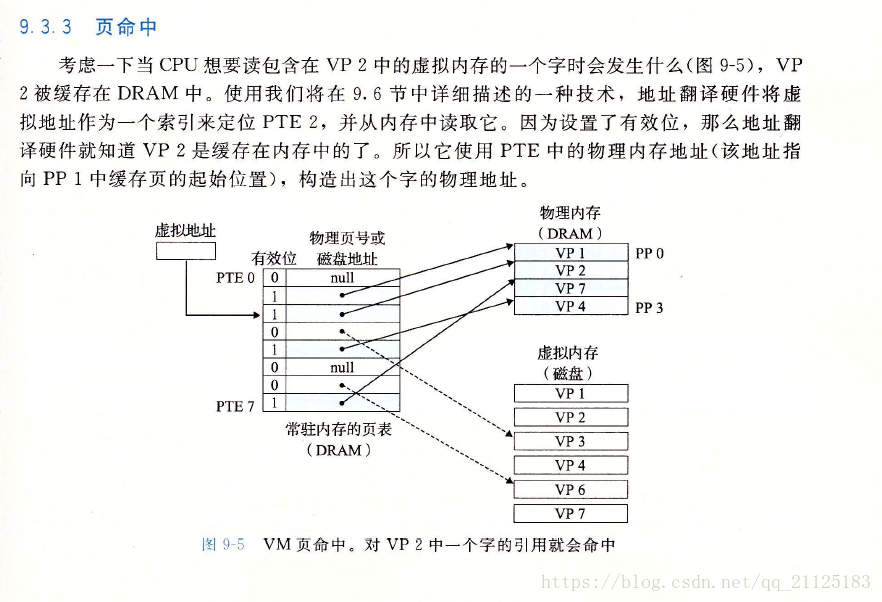 9.3.3 页命中
考虑一下当 CPU 想要读包含在 VP 2 中的虚拟内存的一个字时会发生什么(图 9-5)，VP
2 被缓存在 DRAM 中。使用我们将在 9.6 节中详细描述的一种技术，地址翻译硬件将虚
拟地址作为一个索引来定位 PTE 2，并从内存中读取它。因为设置了有效位，那么地址翻
译硬件就知道 VP 2 是缓存在内存中的了。所以它使用 PTE 中的物理内存地址(该地址指
向 PP 1 中缓存页的起始位置)，构造出这个字的物理地址。
虚拟地址
有效位
物理页号或
磁盘地址
PTE 0 0 null
1
1
0
1
0 null
0
PTE 7 1
常驻内存的页表
(DRAM)
物理内存
(DRAM)
VP 1 PP 0
VP 2
VP 7
VP 4 PP 3
虚拟内存
(磁盘)
VP 1
VP 2
VP 3
VP 4
VP 6
VP 7
图 9-5 VM 页命中。对 VP 2 中一个字的引用就会命中
https://blog.csdn.net/qq_21125183